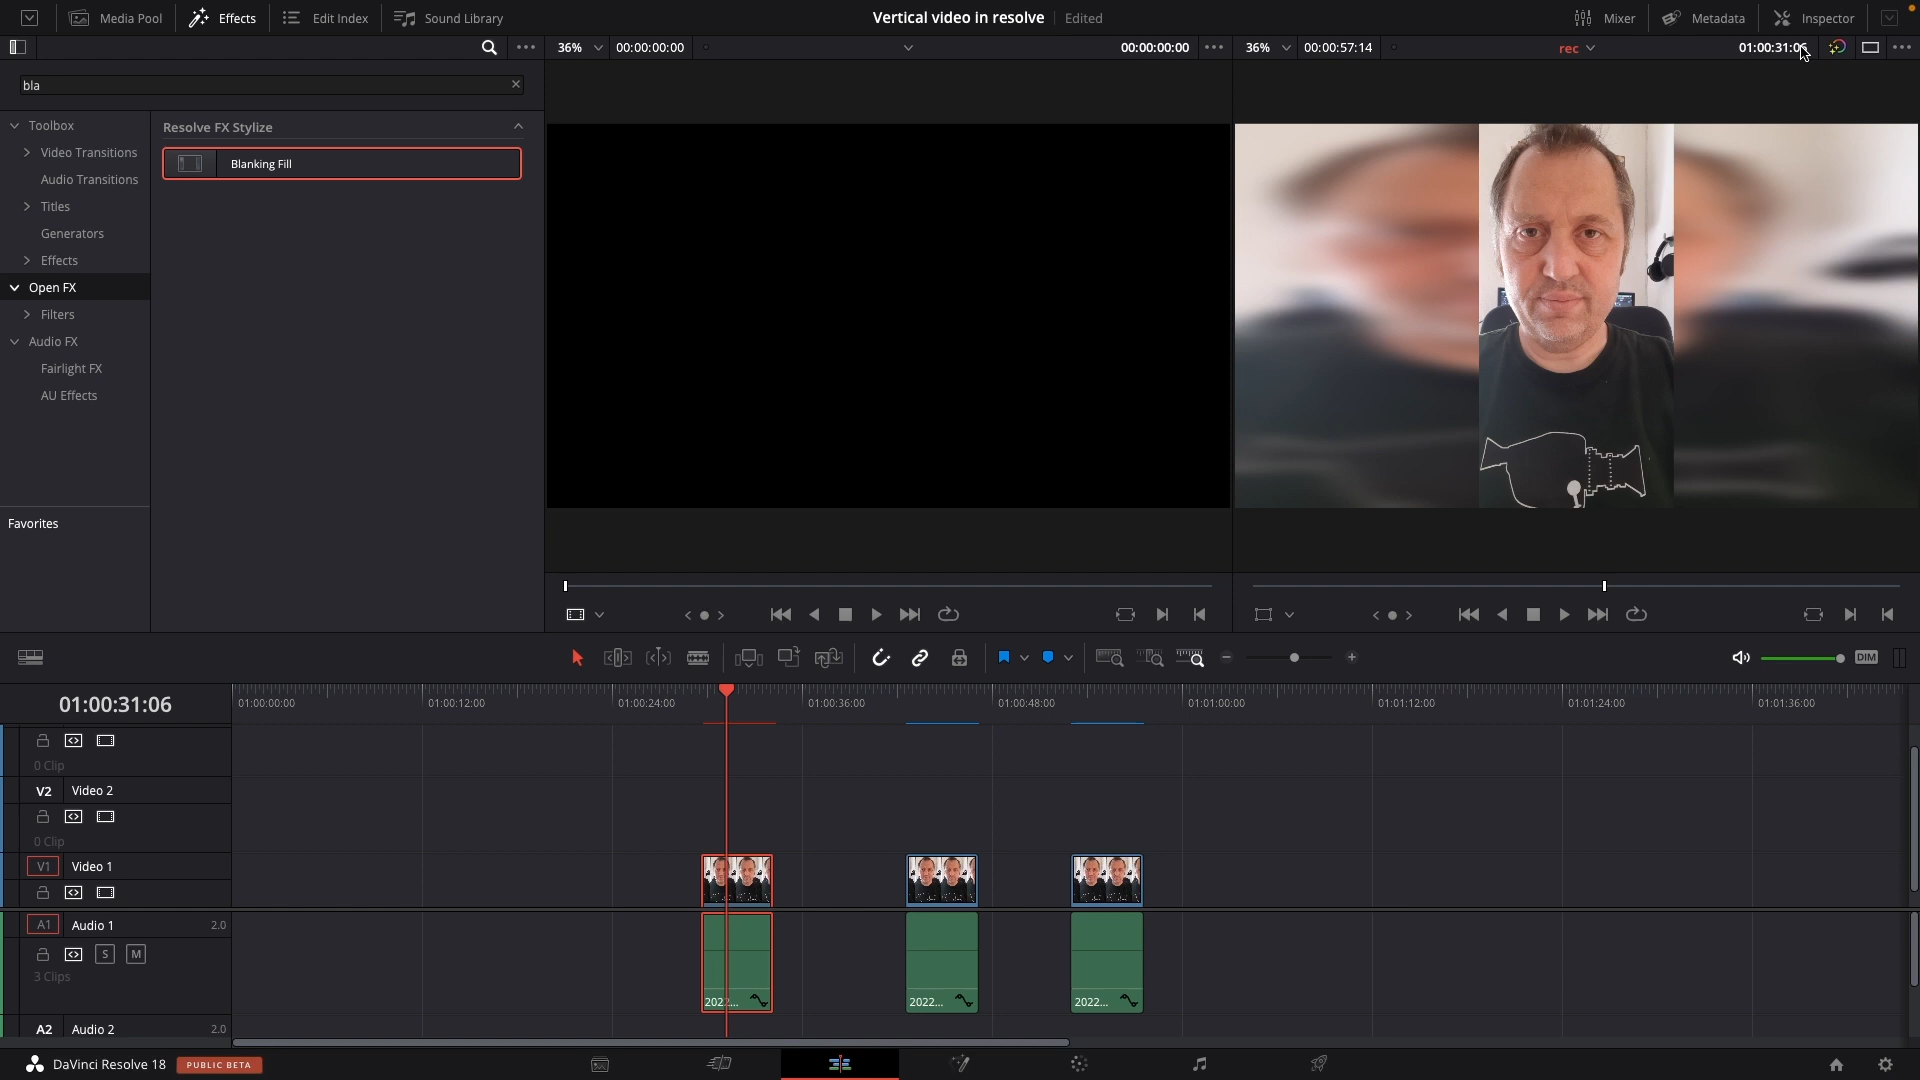 Media Pool Effects Edit Index Sound Library Vertical video in resolve Edited Mixer Metadata Inspector
36% 00:00:00:00 00:00:00:00 36% 00:00:57:14 rec 01:00:31:06
bla
Toolbox
Video Transitions
Audio Transitions
Titles
Generators
Effects
Open FX
Filters
Audio FX
Fairlight FX
AU Effects
Favorites
Resolve FX Stylize
Blanking Fill
DIM
01:00:31:06
01:00:00:00 01:00:12:00 01:00:24:00 01:00:36:00 01:00:48:00 01:01:00:00 01:01:12:00 01:01:24:00 01:01:36:00
0 Clip
V2 Video 2
0 Clip
V1 Video 1
A1 Audio 1 2.0
S M
3 Clips
2022... 2022... 2022...
A2 Audio 2 2.0
DaVinci Resolve 18 PUBLIC BETA